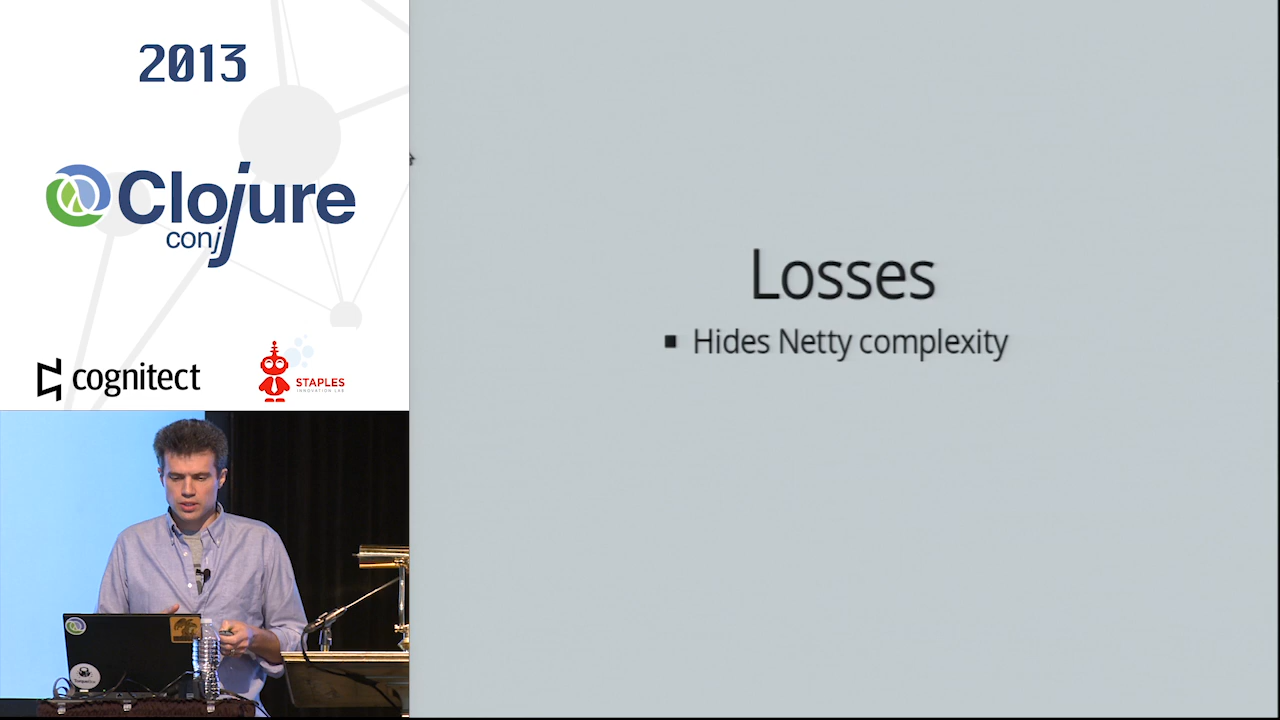 2013
Clojure
conj
cognitect
STAPLES
INNOVATION LAB
Losses
▪ Hides Netty complexity